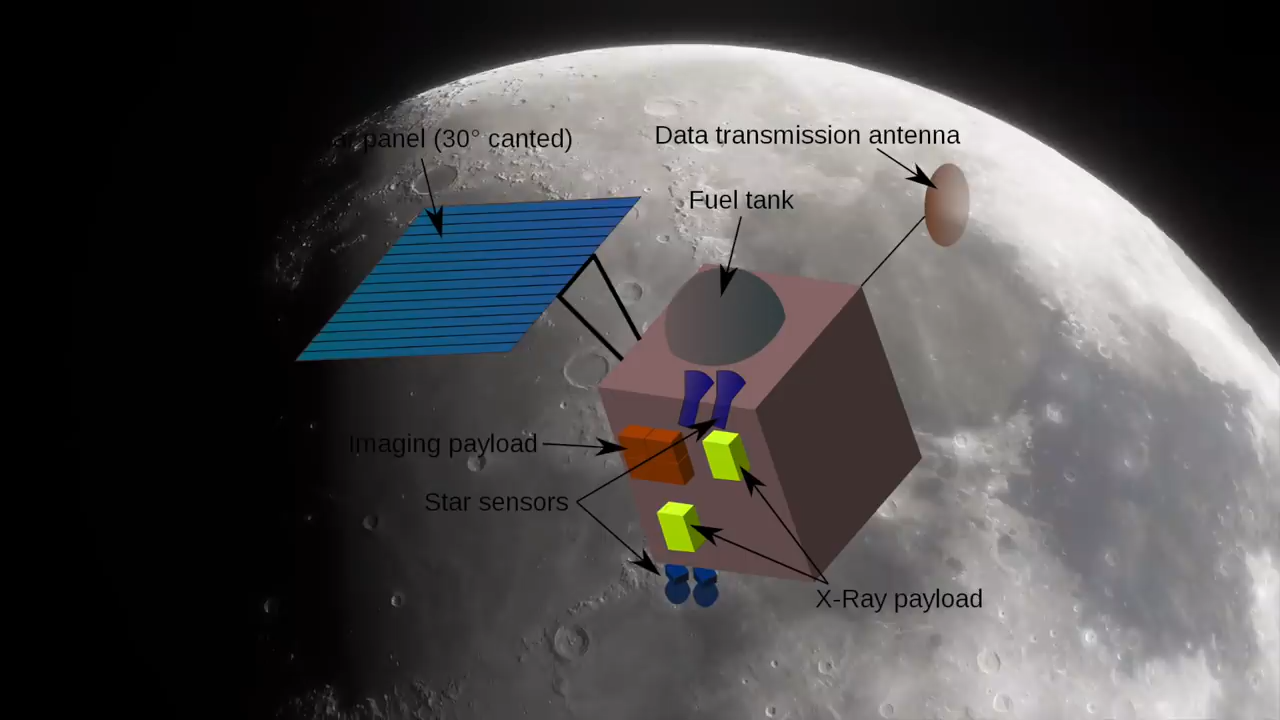 panel (30° canted)
Data transmission antenna
Fuel tank
Imaging payload
Star sensors
X-Ray payload